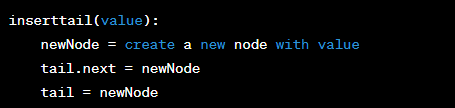 inserttail(value):
    newNode = create a new node with value
    tail.next = newNode
    tail = newNode